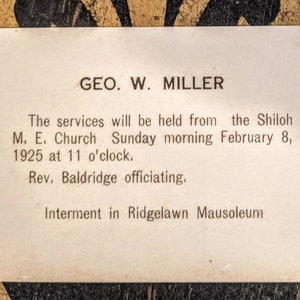 GEO. W. MILLER
The services will be held from the Shiloh
M. E. Church Sunday morning February 8,
1925 at 11 o'clock.
Rev. Baldridge officiating.
Interment in Ridgelawn Mausoleum